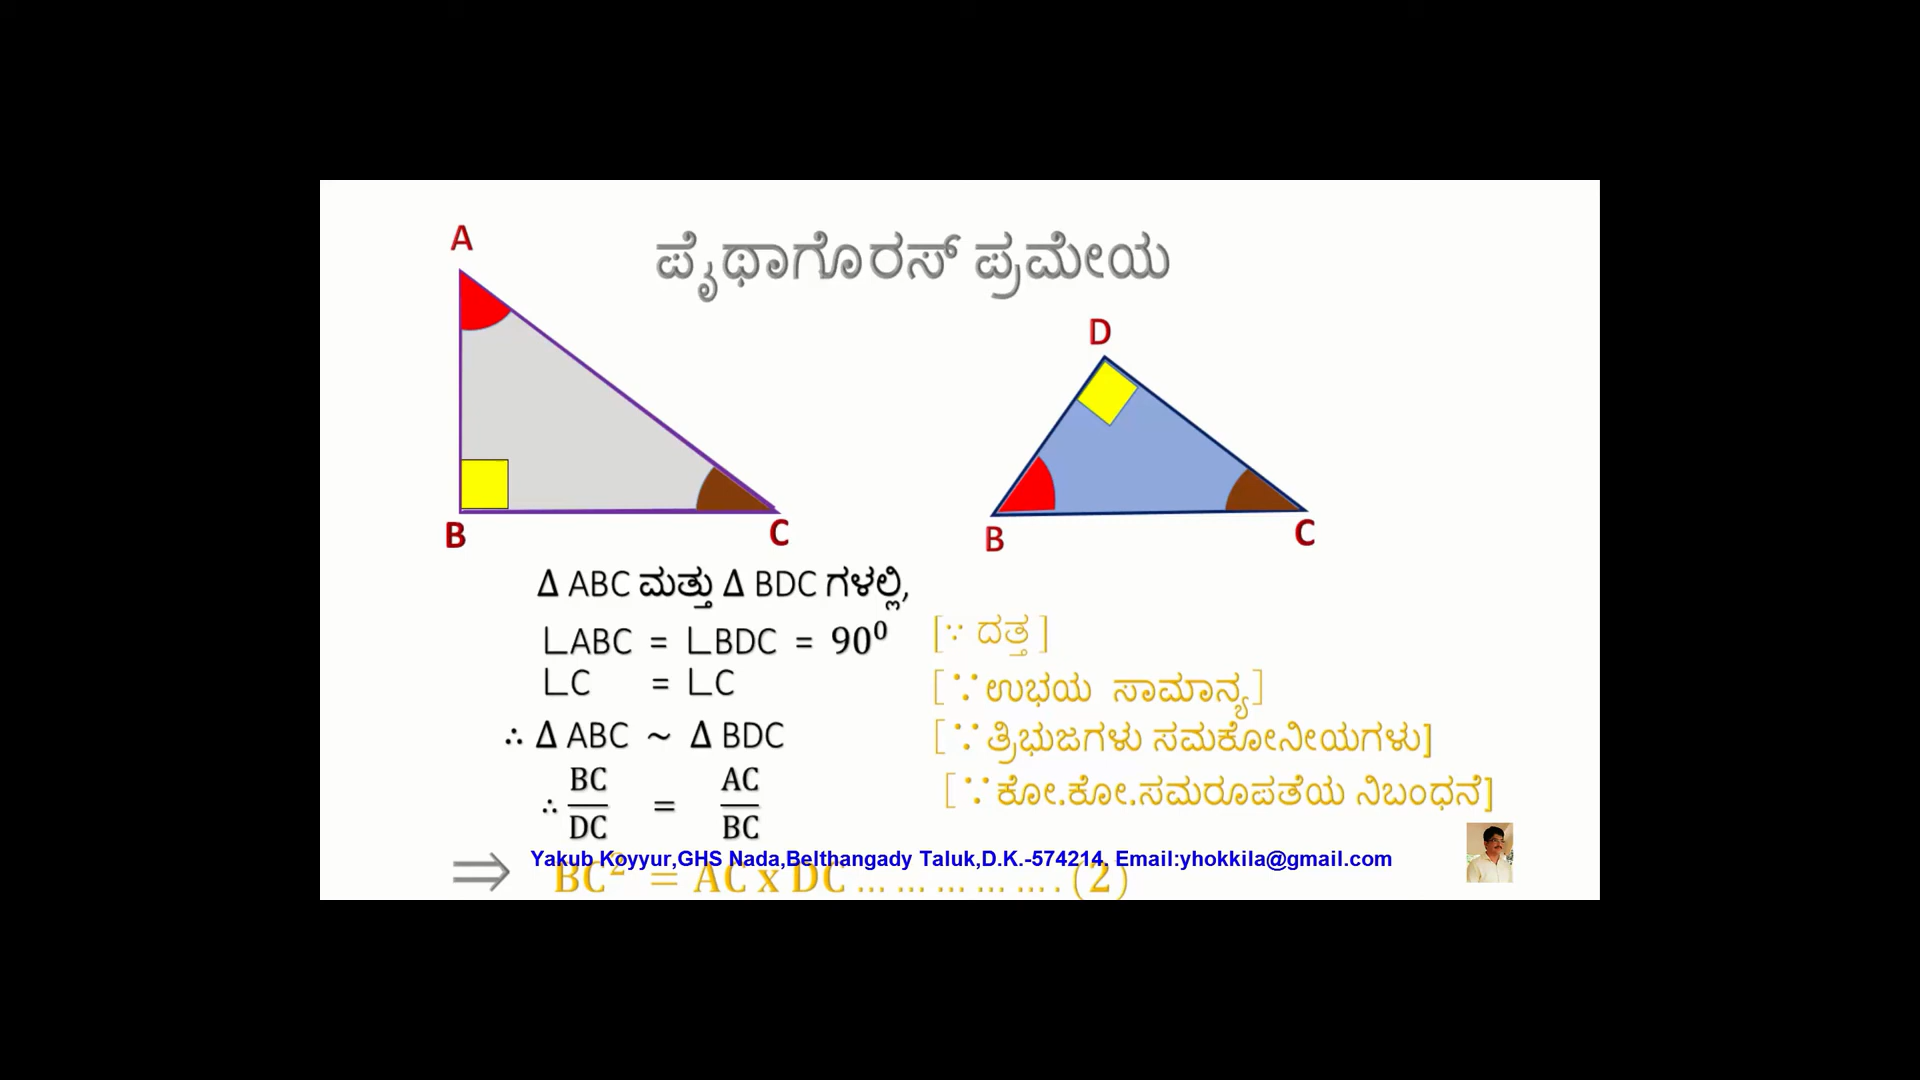 ಪೈಥಾಗೊರಸ್ ಪ್ರಮೇಯ
A
D
B
C
B
C
Δ ABC ಮತ್ತು Δ BDC ಗಳಲ್ಲಿ,
∟ABC = ∟BDC = 90⁰ [∵ ದತ್ತ ]
∟C = ∟C [∵ ಉಭಯ ಸಾಮಾನ್ಯ]
∴ Δ ABC ~ Δ BDC [∵ ತ್ರಿಭುಜಗಳು ಸಮಕೋನೀಯಗಳು]
∴ BC/DC = AC/BC [∵ ಕೋ.ಕೋ.ಸಮರೂಪತೆಯ ನಿಬಂಧನೆ]
Yakub Koyyur,GHS Nada,Belthangady Taluk,D.K.-574214. Email:yhokkila@gmail.com
⇒ BC² = AC x DC … … … … … . (2)